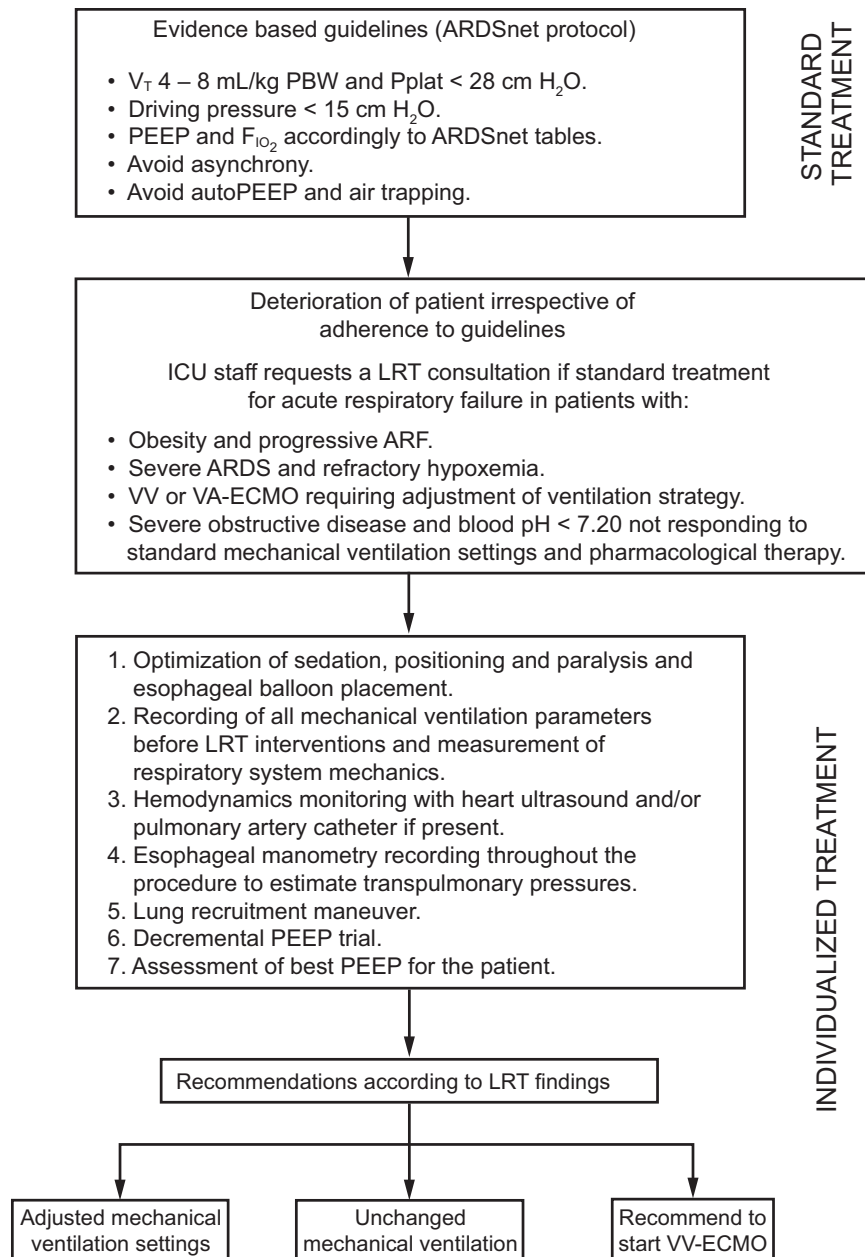 Evidence based guidelines (ARDSnet protocol)
• V_T 4 – 8 mL/kg PBW and Pplat < 28 cm H₂O.
• Driving pressure < 15 cm H₂O.
• PEEP and F_IO₂ accordingly to ARDSnet tables.
• Avoid asynchrony.
• Avoid autoPEEP and air trapping.
STANDARD
TREATMENT
Deterioration of patient irrespective of
adherence to guidelines
ICU staff requests a LRT consultation if standard treatment
for acute respiratory failure in patients with:
• Obesity and progressive ARF.
• Severe ARDS and refractory hypoxemia.
• VV or VA-ECMO requiring adjustment of ventilation strategy.
• Severe obstructive disease and blood pH < 7.20 not responding to
standard mechanical ventilation settings and pharmacological therapy.
1. Optimization of sedation, positioning and paralysis and
esophageal balloon placement.
2. Recording of all mechanical ventilation parameters
before LRT interventions and measurement of
respiratory system mechanics.
3. Hemodynamics monitoring with heart ultrasound and/or
pulmonary artery catheter if present.
4. Esophageal manometry recording throughout the
procedure to estimate transpulmonary pressures.
5. Lung recruitment maneuver.
6. Decremental PEEP trial.
7. Assessment of best PEEP for the patient.
INDIVIDUALIZED TREATMENT
Recommendations according to LRT findings
Adjusted mechanical
ventilation settings
Unchanged
mechanical ventilation
Recommend to
start VV-ECMO